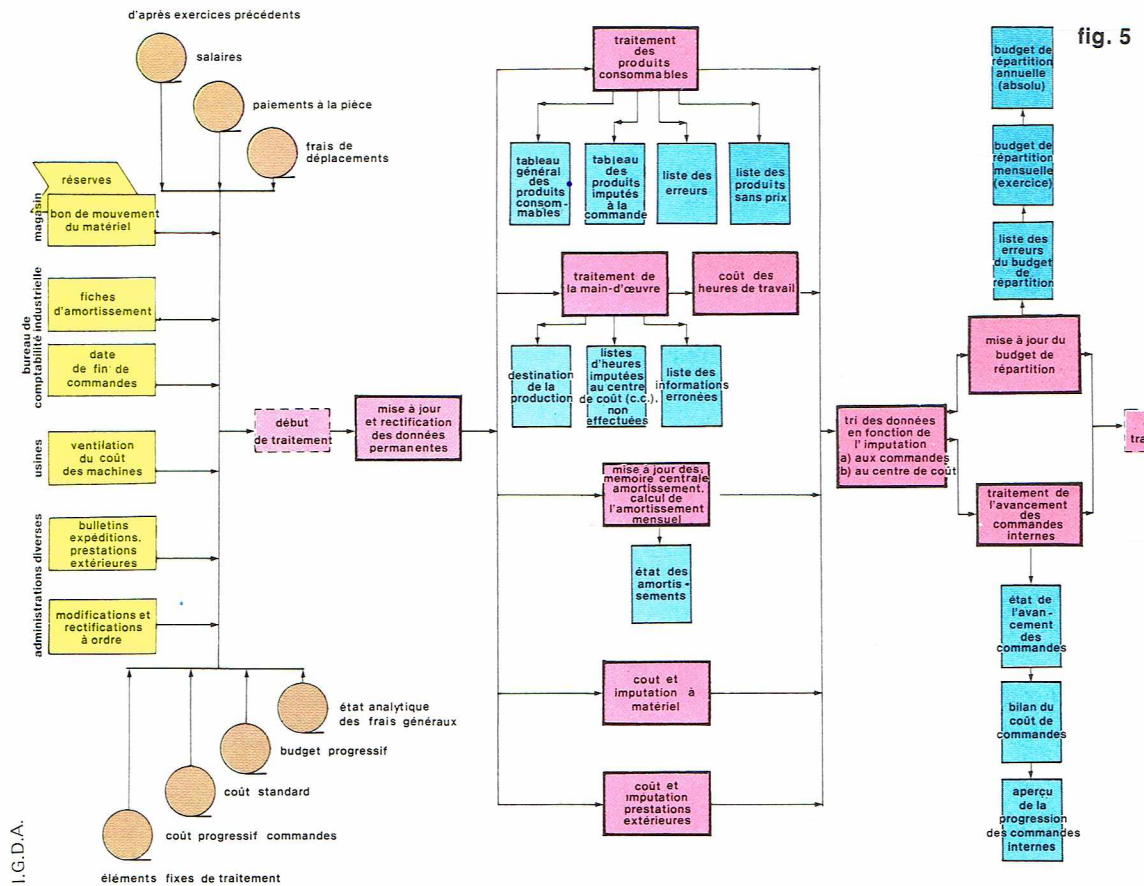 d'après exercices précédents
salaires
paiements à la pièce
frais de
déplacements
magasin
réserves
bon de mouvement
du matériel
bureau de
comptabilité industrielle
fiches
d'amortissement
date
de fin de
commandes
usines
ventilation
du coût
des machines
administrations diverses
bulletins
expéditions.
prestations
extérieures
modifications et
rectifications
à ordre
état analytique
des frais généraux
budget progressif
coût standard
coût progressif commandes
éléments fixes de traitement
I.G.D.A.
début
de traitement
mise à jour
et rectification
des données
permanentes
traitement
des
produits
consommables
tableau
général
des
produits
consom-
mables
tableau
des
produits
imputés
à la
commande
liste des
erreurs
liste des
produits
sans prix
traitement de
la main-d'œuvre
coût des
heures de travail
destination
de la
production
listes
d'heures
imputées
au centre
de coût (c.c).
non
effectuées
liste des
informations
erronées
mise à jour des
memoire centrale
amortissement.
calcul de
l'amortissement
mensuel
état des
amortis-
sements
cout et
imputation à
matériel
coût et
imputation
prestations
extérieures
tri des données
en fonction de
l'imputation
a) aux commandes
b) au centre de coût
fig. 5
budget de
répartition
annuelle
(absolu)
budget de
répartition
mensuelle
(exercice)
liste des
erreurs
du budget
de
répartition
mise à jour du
budget de
répartition
traitement de
l'avancement
des
commandes
internes
état de
l'avan-
cement
des
commandes
bilan du
coût de
commandes
aperçu
de la
progression
des commandes
internes
tra